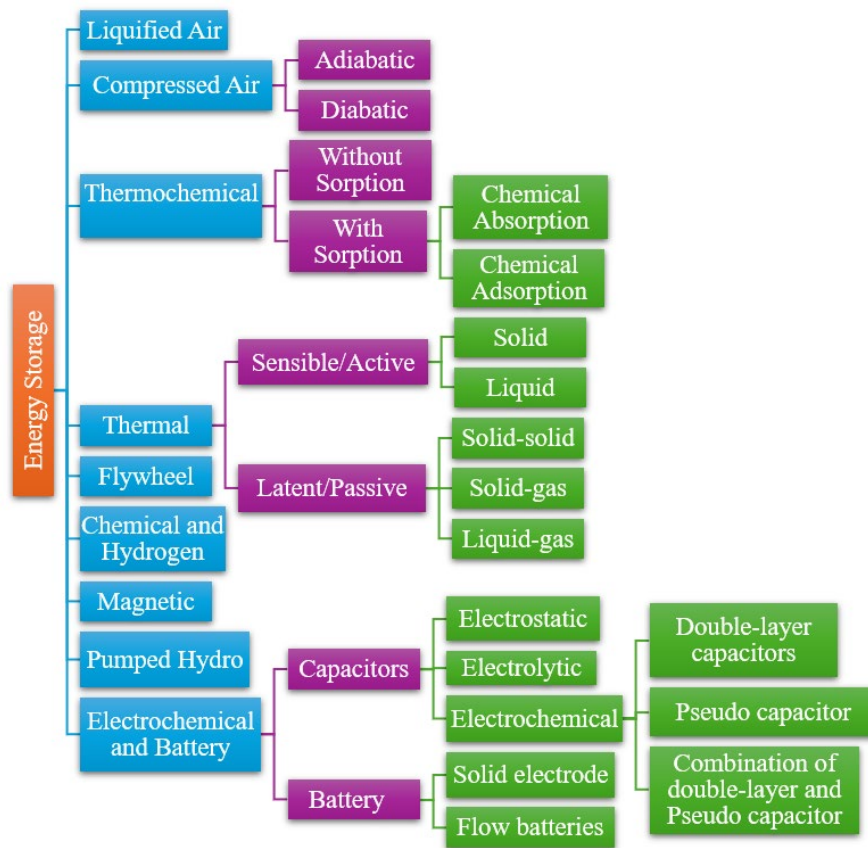 Energy Storage
Liquified Air
Compressed Air
Adiabatic
Diabatic
Thermochemical
Without
Sorption
With
Sorption
Chemical
Absorption
Chemical
Adsorption
Thermal
Sensible/Active
Solid
Liquid
Latent/Passive
Solid-solid
Solid-gas
Liquid-gas
Flywheel
Chemical and
Hydrogen
Magnetic
Pumped Hydro
Electrochemical
and Battery
Capacitors
Electrostatic
Electrolytic
Electrochemical
Double-layer
capacitors
Pseudo capacitor
Combination of
double-layer and
Pseudo capacitor
Battery
Solid electrode
Flow batteries